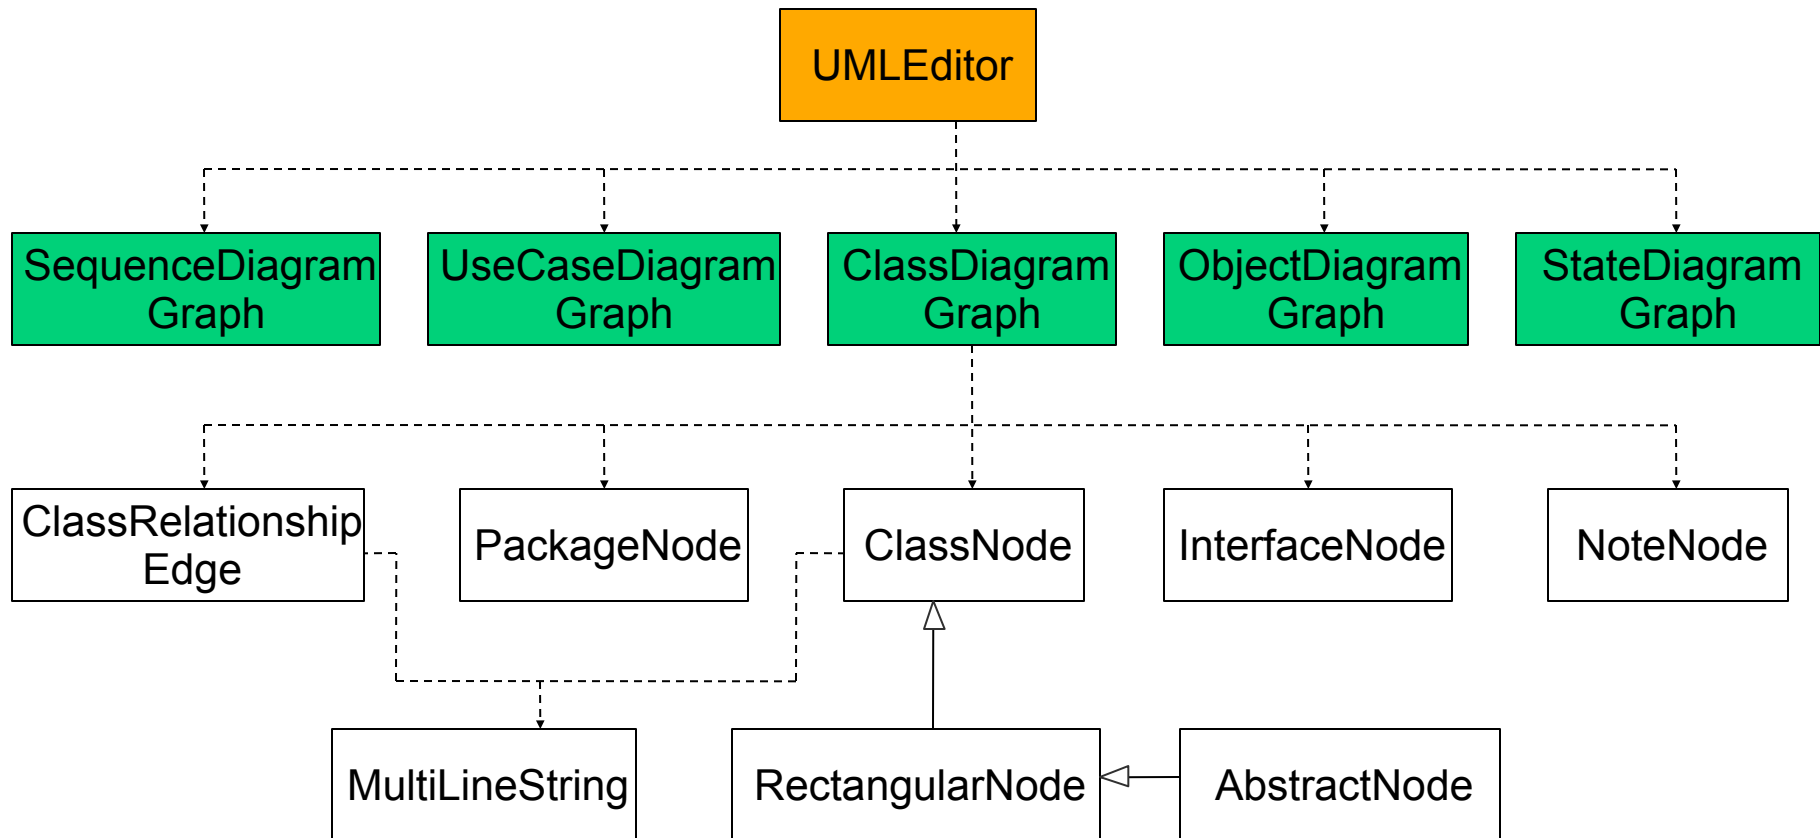 UMLEditor
SequenceDiagram
Graph
UseCaseDiagram
Graph
ClassDiagram
Graph
ObjectDiagram
Graph
StateDiagram
Graph
ClassRelationship
Edge
PackageNode
ClassNode
InterfaceNode
NoteNode
MultiLineString
RectangularNode
AbstractNode